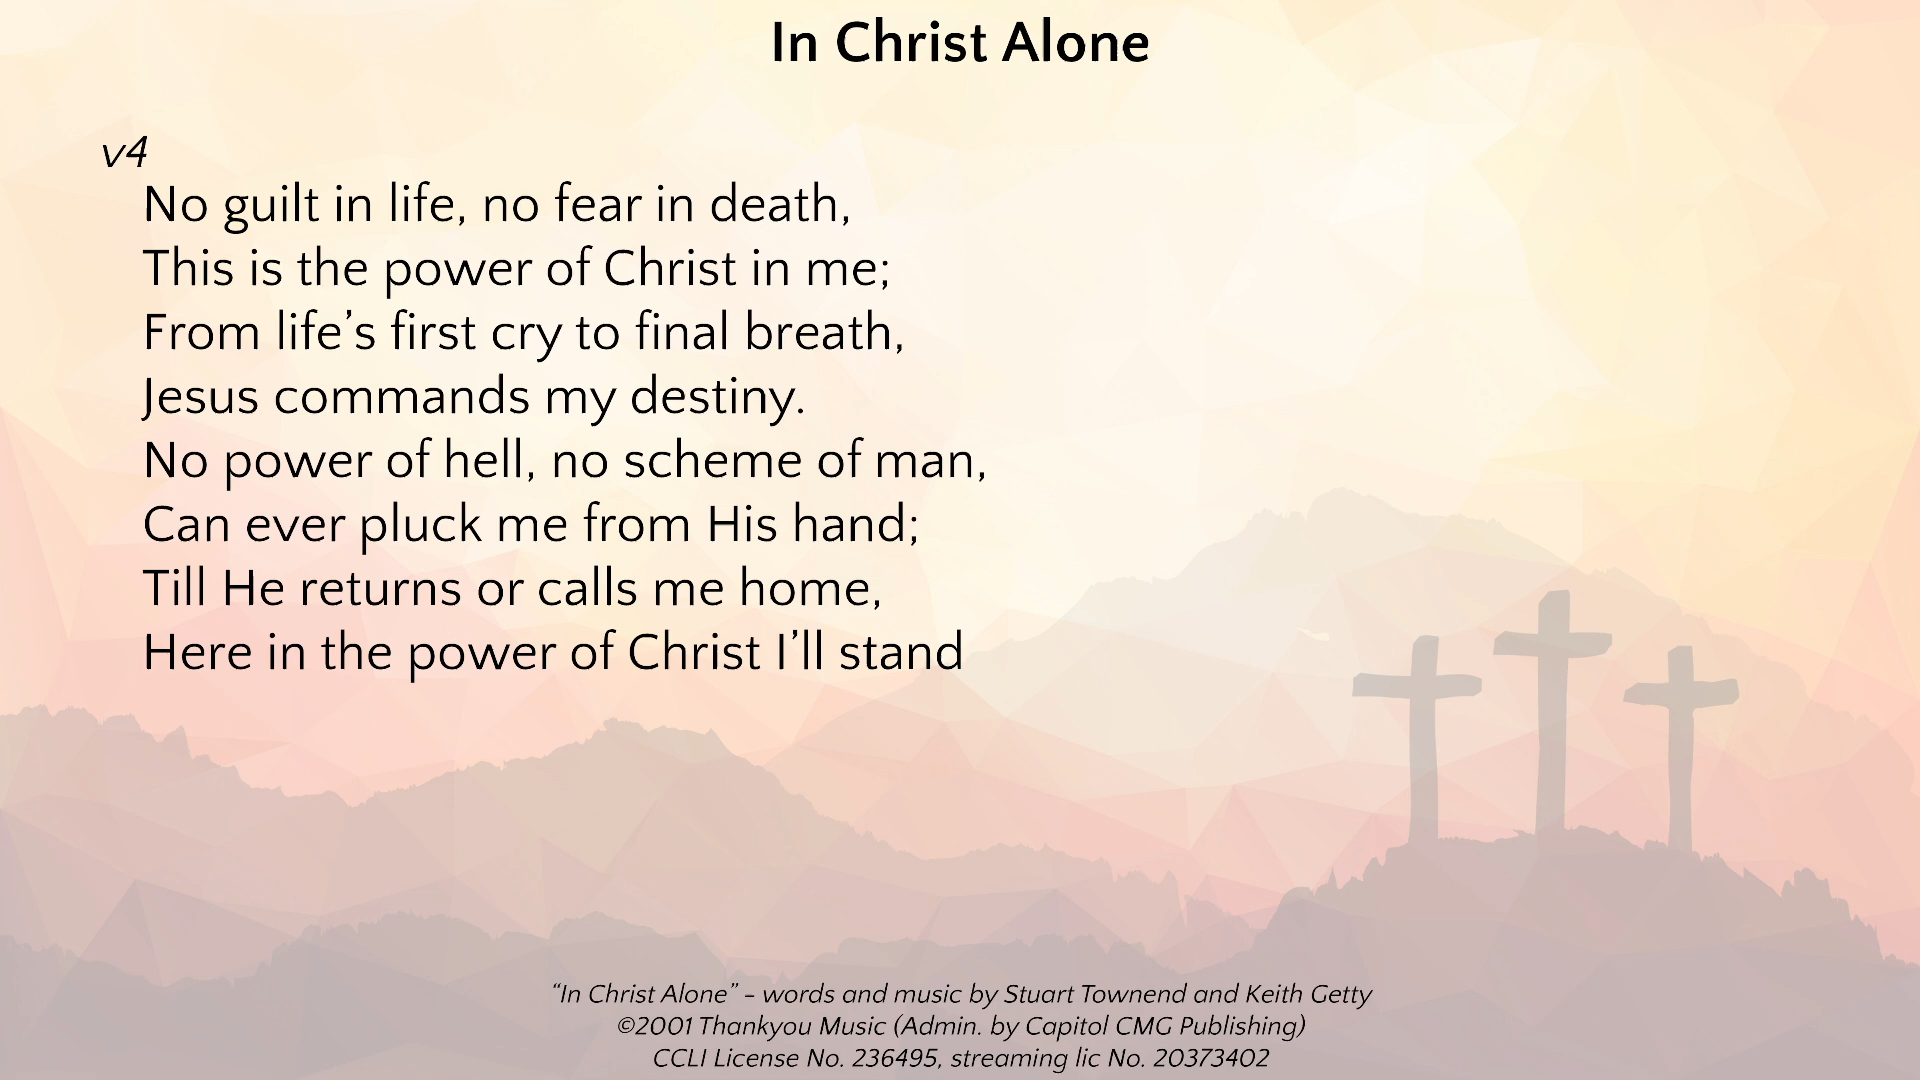 In Christ Alone
v4
No guilt in life, no fear in death,
This is the power of Christ in me;
From life’s first cry to final breath,
Jesus commands my destiny.
No power of hell, no scheme of man,
Can ever pluck me from His hand;
Till He returns or calls me home,
Here in the power of Christ I’ll stand
“In Christ Alone” – words and music by Stuart Townend and Keith Getty
©2001 Thankyou Music (Admin. by Capitol CMG Publishing)
CCLI License No. 236495, streaming lic No. 20373402